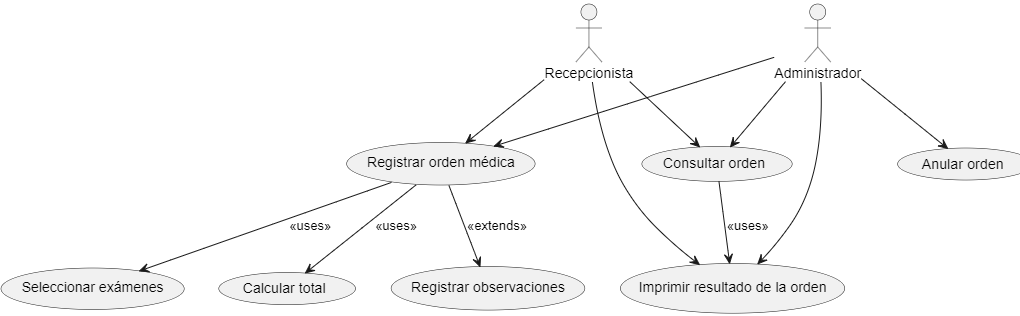 Recepcionista
Administrador
Registrar orden médica
Consultar orden
Anular orden
«uses»
«uses»
«extends»
«uses»
Seleccionar exámenes
Calcular total
Registrar observaciones
Imprimir resultado de la orden